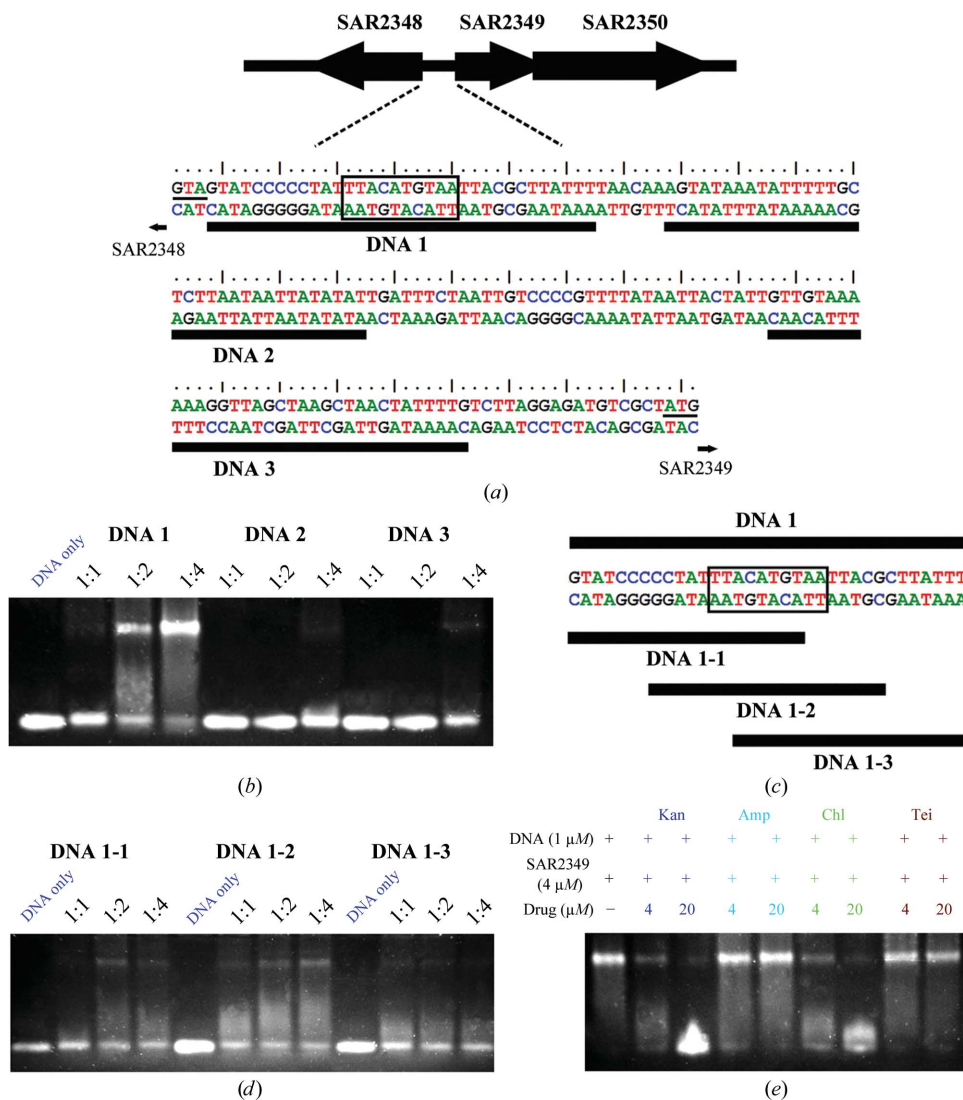 SAR2348 SAR2349 SAR2350
GTAGTATCCCCCTATTTACATGTAATTACGCTTATTTTAACAAAGTATAAATATTTTTGC
CATCATAGGGGGATAAATGTACATTAATGCGAATAAAATTGTTTCATATTTATAAAAACG
SAR2348 DNA 1
TCTTAATAATTATATATTGATTTCTAATTGTCCCCGTTTTATAATTACTATTGTTGTAAA
AGAATTATTAATATATAACTAAAGATTAACAGGGGCAAAATATTAATGATAACAACATTT
DNA 2
AAAGGTTAGCTAAGCTAACTATTTTGTCTTAGGAGATGTCGCTATG
TTTCCAATCGATTCGATTGATAAAACAGAATCCTCTACAGCGATAC
DNA 3 SAR2349
(a)
DNA 1 DNA 2 DNA 3
DNA only 1:1 1:2 1:4 1:1 1:2 1:4 1:1 1:2 1:4
(b)
DNA 1
GTATCCCCCTATTTACATGTAATTACGCTTATTT
CATAGGGGGATAAATGTACATTAATGCGAATAAA
DNA 1-1
DNA 1-2
DNA 1-3
(c)
DNA 1-1 DNA 1-2 DNA 1-3
DNA only 1:1 1:2 1:4 DNA only 1:1 1:2 1:4 DNA only 1:1 1:2 1:4
(d)
Kan Amp Chl Tei
DNA (1 µM) + + + + + + + + +
SAR2349
(4 µM) + + + + + + + + +
Drug (µM) − 4 20 4 20 4 20 4 20
(e)